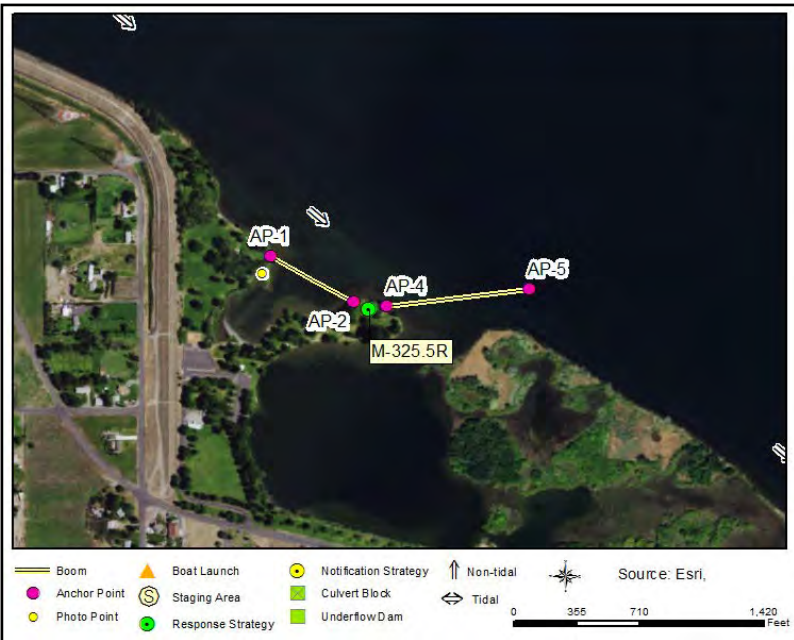 AP-1
AP-4
AP-5
AP-2
M-325.5R
Boom
Boat Launch
Notification Strategy
Non-tidal
Source: Esri,
Anchor Point
S
Staging Area
Culvert Block
Tidal
Photo Point
Response Strategy
Underflow Dam
0 355 710 1,420
Feet